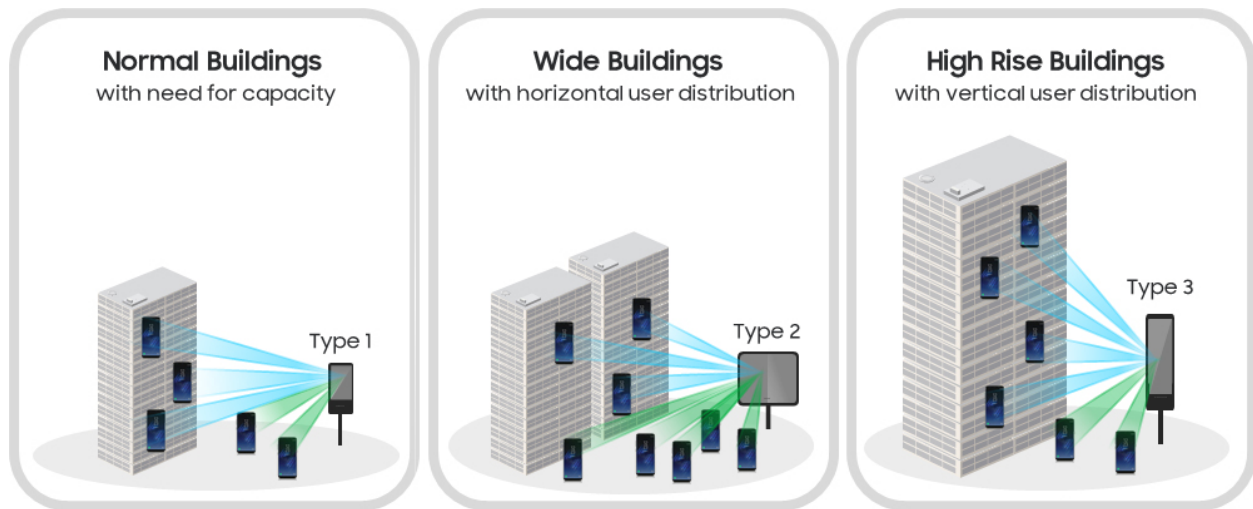 Normal Buildings
with need for capacity
Type 1
Wide Buildings
with horizontal user distribution
Type 2
High Rise Buildings
with vertical user distribution
Type 3